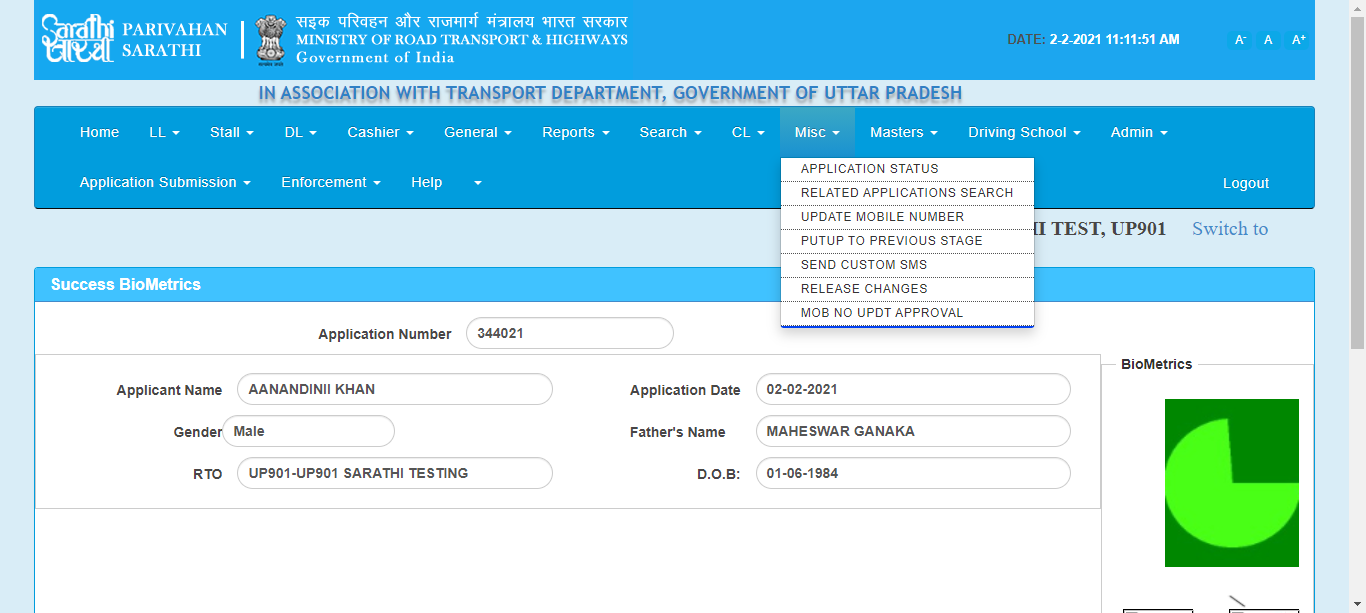 सारथी
Sarathi
PARIVAHAN
SARATHI
सड़क परिवहन और राजमार्ग मंत्रालय भारत सरकार
MINISTRY OF ROAD TRANSPORT & HIGHWAYS
Government of India
DATE: 2-2-2021 11:11:51 AM
A- A A+
IN ASSOCIATION WITH TRANSPORT DEPARTMENT, GOVERNMENT OF UTTAR PRADESH
Home LL Stall DL Cashier General Reports Search CL Misc Masters Driving School Admin
Application Submission Enforcement Help Logout
APPLICATION STATUS
RELATED APPLICATIONS SEARCH
UPDATE MOBILE NUMBER
PUTUP TO PREVIOUS STAGE
SEND CUSTOM SMS
RELEASE CHANGES
MOB NO UPDT APPROVAL
TEST, UP901 Switch to
Success BioMetrics
Application Number 344021
BioMetrics
Applicant Name AANANDINII KHAN Application Date 02-02-2021
Gender Male Father's Name MAHESWAR GANAKA
RTO UP901-UP901 SARATHI TESTING D.O.B: 01-06-1984